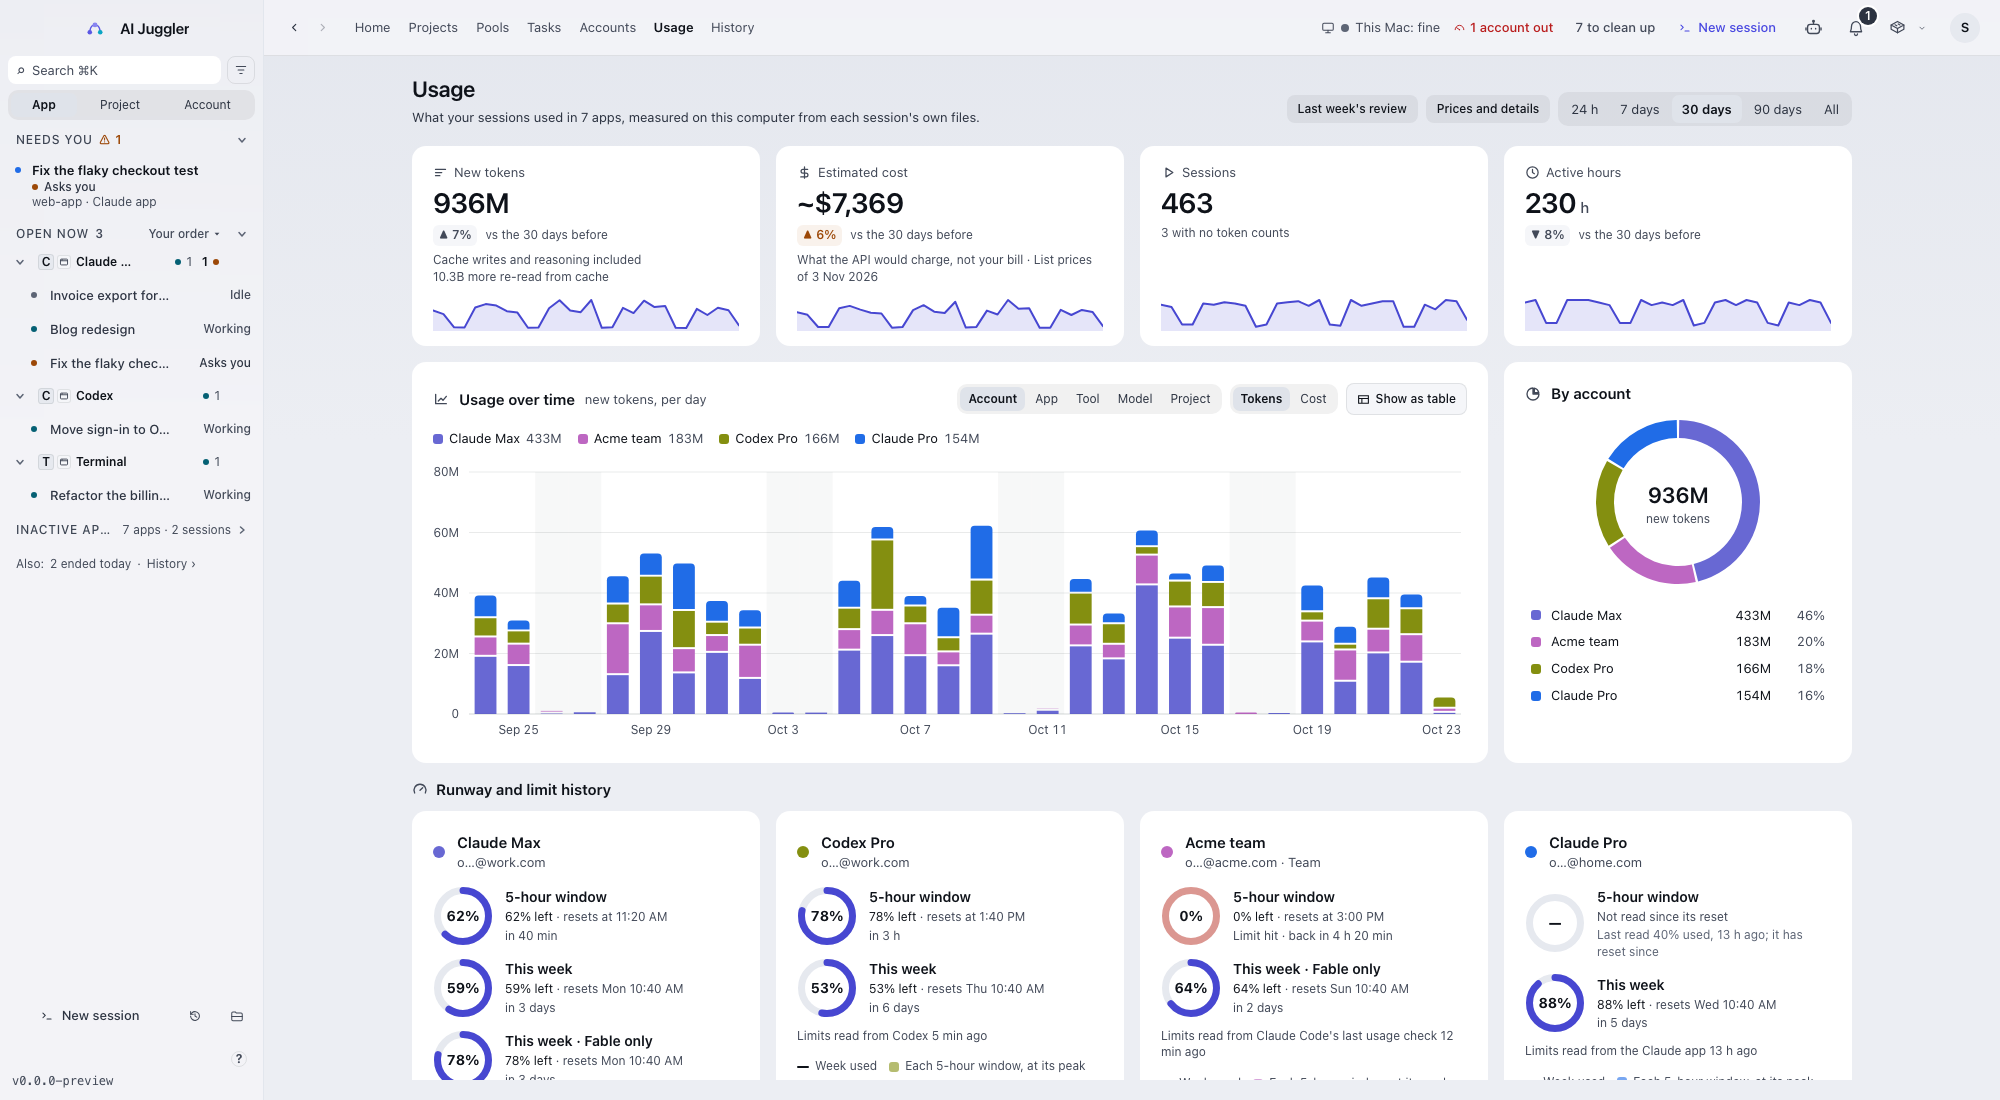 AI Juggler
Search ⌘K
App Project Account
NEEDS YOU 1
Fix the flaky checkout test
Asks you
web-app · Claude app
OPEN NOW 3 Your order
C Claude ... 1 1
Invoice export for... Idle
Blog redesign Working
Fix the flaky chec... Asks you
C Codex 1
Move sign-in to O... Working
T Terminal 1
Refactor the billin... Working
INACTIVE AP... 7 apps · 2 sessions
Also: 2 ended today · History ›
New session
?
v0.0.0-preview
Home Projects Pools Tasks Accounts Usage History
This Mac: fine 1 account out 7 to clean up New session 1 S
Usage
What your sessions used in 7 apps, measured on this computer from each session's own files.
Last week's review Prices and details 24 h 7 days 30 days 90 days All
New tokens
936M
▲ 7% vs the 30 days before
Cache writes and reasoning included
10.3B more re-read from cache
Estimated cost
~$7,369
▲ 6% vs the 30 days before
What the API would charge, not your bill · List prices
of 3 Nov 2026
Sessions
463
3 with no token counts
Active hours
230 h
▼ 8% vs the 30 days before
Usage over time new tokens, per day
Account App Tool Model Project Tokens Cost Show as table
Claude Max 433M Acme team 183M Codex Pro 166M Claude Pro 154M
80M
60M
40M
20M
0
Sep 25 Sep 29 Oct 3 Oct 7 Oct 11 Oct 15 Oct 19 Oct 23
By account
936M
new tokens
Claude Max 433M 46%
Acme team 183M 20%
Codex Pro 166M 18%
Claude Pro 154M 16%
Runway and limit history
Claude Max
o...@work.com
62%
5-hour window
62% left · resets at 11:20 AM
in 40 min
59%
This week
59% left · resets Mon 10:40 AM
in 3 days
78%
This week · Fable only
78% left · resets Mon 10:40 AM
in 3 days
Codex Pro
o...@work.com
78%
5-hour window
78% left · resets at 1:40 PM
in 3 h
53%
This week
53% left · resets Thu 10:40 AM
in 6 days
Limits read from Codex 5 min ago
Week used Each 5-hour window, at its peak
Acme team
o...@acme.com · Team
0%
5-hour window
0% left · resets at 3:00 PM
Limit hit · back in 4 h 20 min
64%
This week · Fable only
64% left · resets Sun 10:40 AM
in 2 days
Limits read from Claude Code's last usage check 12
min ago
Claude Pro
o...@home.com
–
5-hour window
Not read since its reset
Last read 40% used, 13 h ago; it has
reset since
88%
This week
88% left · resets Wed 10:40 AM
in 5 days
Limits read from the Claude app 13 h ago
Week used Each 5-hour window, at its peak